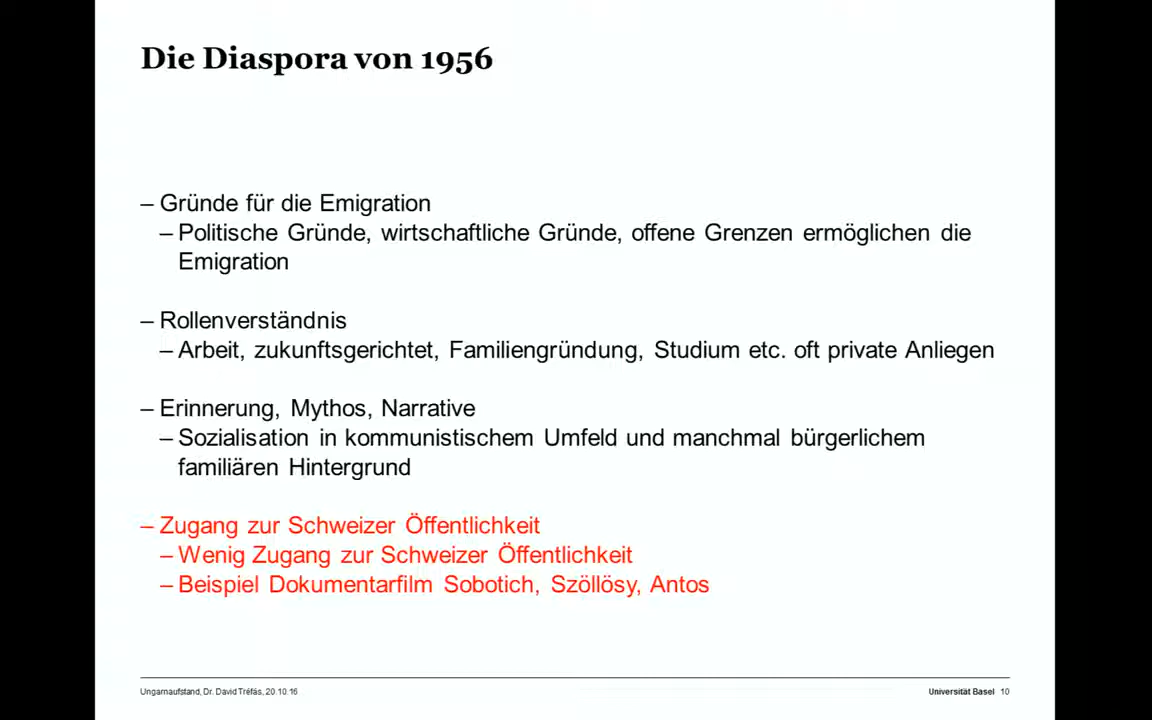 Die Diaspora von 1956
– Gründe für die Emigration
– Politische Gründe, wirtschaftliche Gründe, offene Grenzen ermöglichen die
Emigration
– Rollenverständnis
– Arbeit, zukunftsgerichtet, Familiengründung, Studium etc. oft private Anliegen
– Erinnerung, Mythos, Narrative
– Sozialisation in kommunistischem Umfeld und manchmal bürgerlichem
familiären Hintergrund
– Zugang zur Schweizer Öffentlichkeit
– Wenig Zugang zur Schweizer Öffentlichkeit
– Beispiel Dokumentarfilm Sobotich, Szöllösy, Antos
Ungarnaufstand, Dr. David Tréfás, 20.10.16
Universität Basel 10